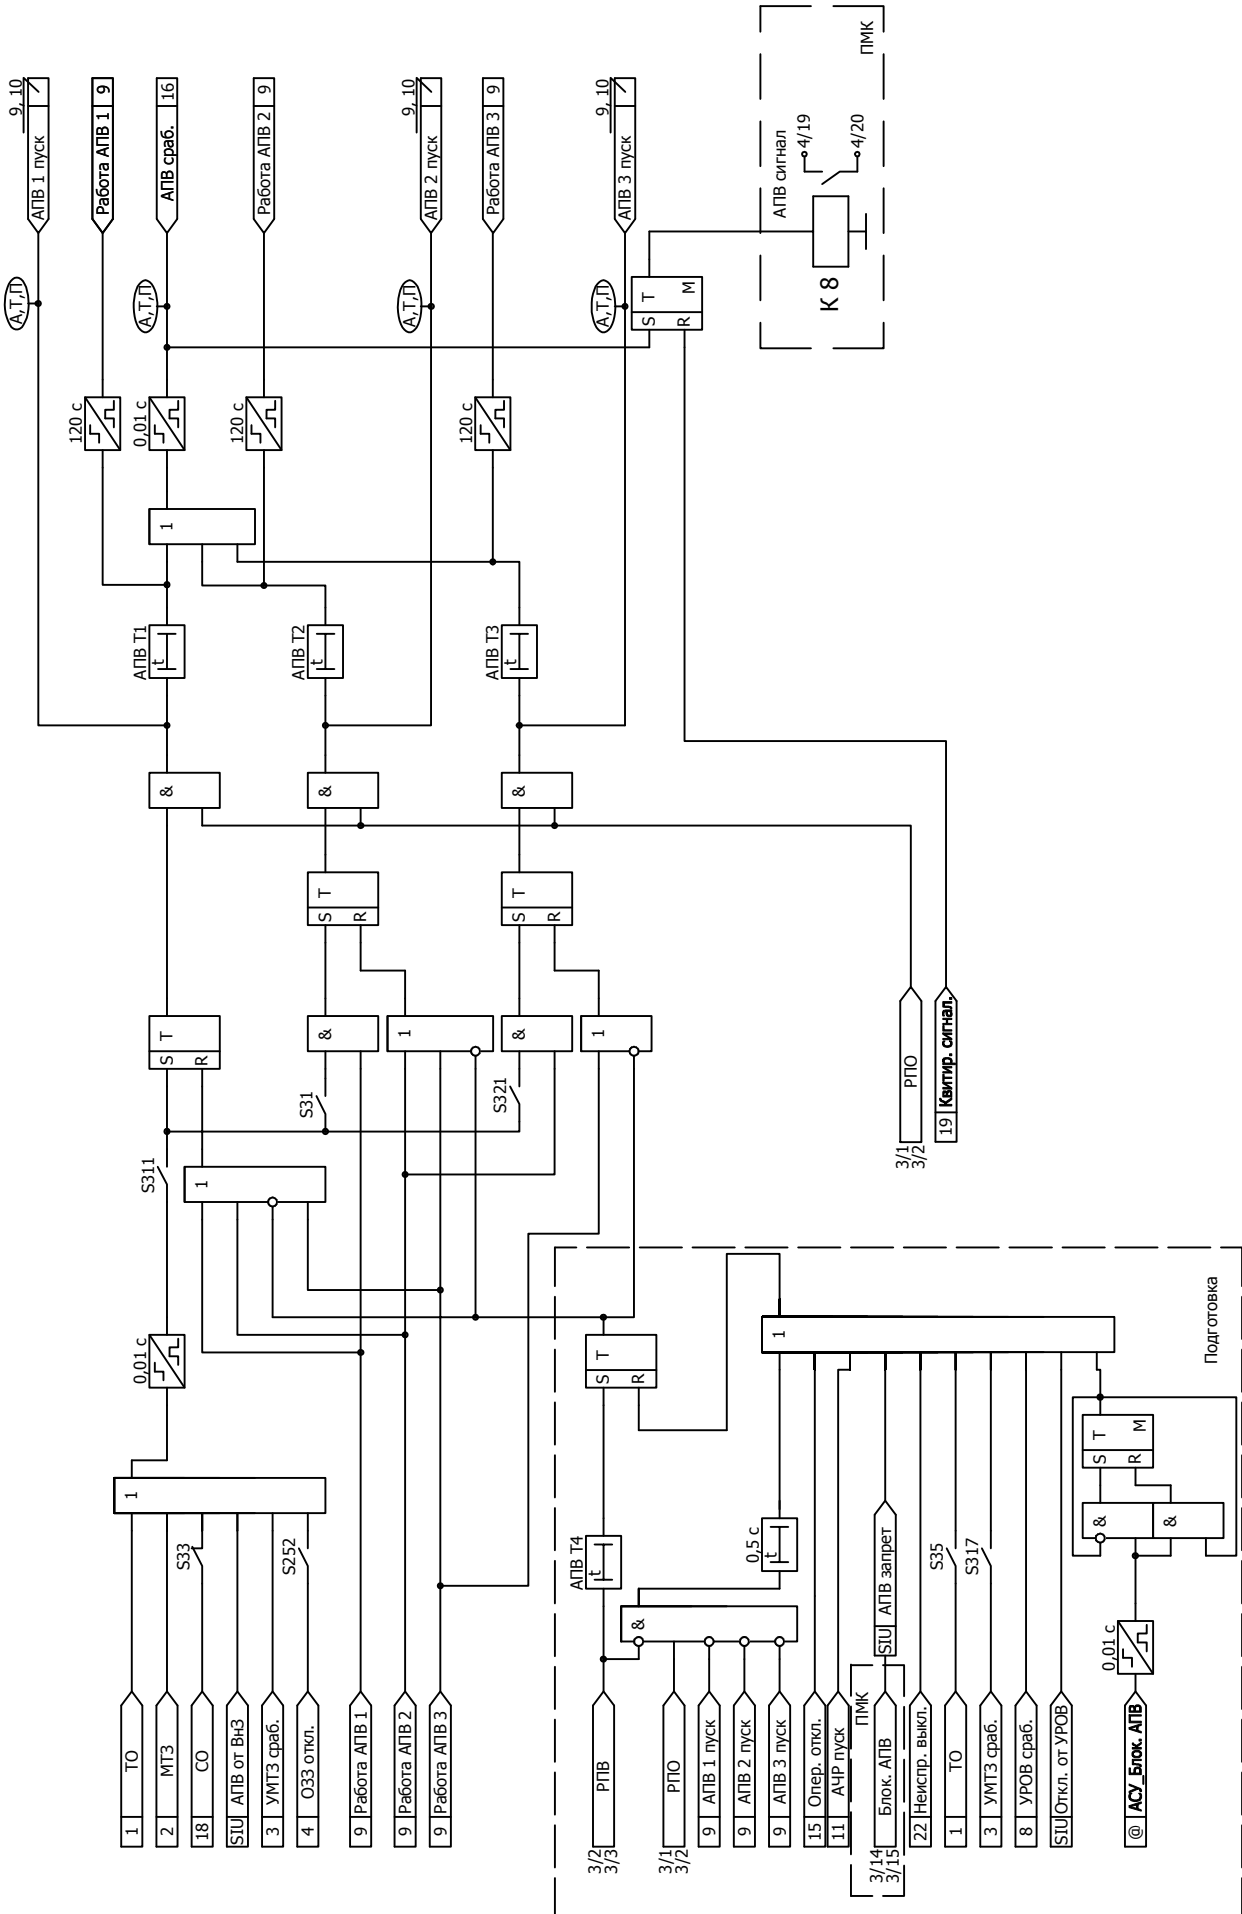 ПМК
АПВ сигнал
4/19
4/20
К 8
9, 10
АПВ 1 пуск
Работа АПВ 1 9
АПВ сраб. 16
Работа АПВ 2 9
9, 10
АПВ 2 пуск
Работа АПВ 3 9
9, 10
АПВ 3 пуск
А,Т,П
А,Т,П
А,Т,П
А,Т,П
S T
R M
120 с
0,01 с
120 с
120 с
1
АПВ Т1
t
АПВ Т2
t
АПВ Т3
t
&
&
&
S T
R
S T
R
S T
R
&
1
&
1
S311
S31
S321
1
3/1
3/2
РПО
19 Квитир. сигнал.
0,01 с
1
S33
S252
1 ТО
2 МТЗ
18 СО
SIU АПВ от ВнЗ
3 УМТЗ сраб.
4 ОЗЗ откл.
9 Работа АПВ 1
9 Работа АПВ 2
9 Работа АПВ 3
Подготовка
S T
R
1
АПВ Т4
t
0,5 с
t
&
3/2
3/3
РПВ
3/1
3/2
РПО
9 АПВ 1 пуск
9 АПВ 2 пуск
9 АПВ 3 пуск
15 Опер. откл.
11 АЧР пуск
ПМК
3/14
3/15
Блок. АПВ
SIU АПВ запрет
22 Неиспр. выкл.
S35
1 ТО
S317
3 УМТЗ сраб.
8 УРОВ сраб.
SIU Откл. от УРОВ
S T
R M
&
&
0,01 с
@ АСУ_Блок. АПВ